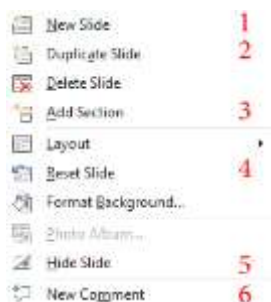 New Slide 1
Duplicate Slide 2
Delete Slide
Add Section 3
Layout
Reset Slide 4
Format Background...
Photo Album...
Hide Slide 5
New Comment 6